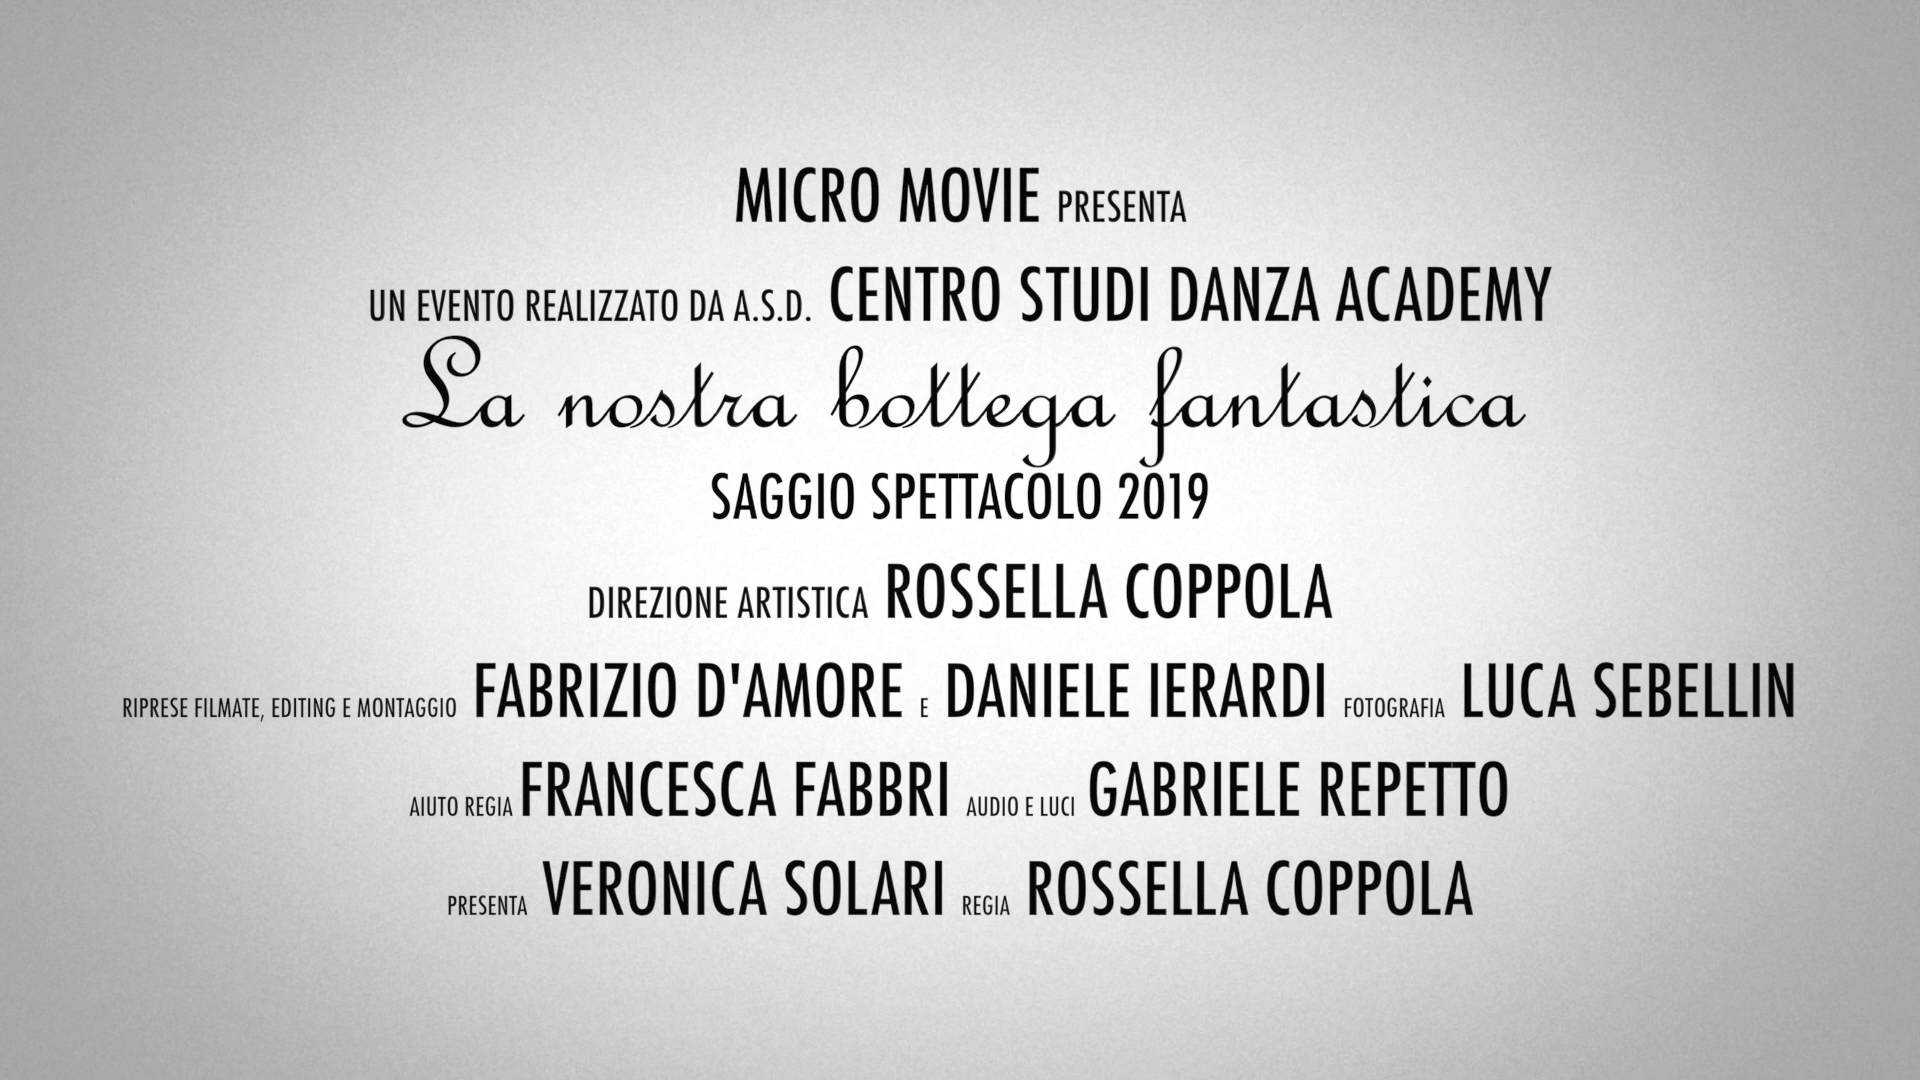 MICRO MOVIE PRESENTA
UN EVENTO REALIZZATO DA A.S.D. CENTRO STUDI DANZA ACADEMY
La nostra bottega fantastica
SAGGIO SPETTACOLO 2019
DIREZIONE ARTISTICA ROSSELLA COPPOLA
RIPRESE FILMATE, EDITING E MONTAGGIO FABRIZIO D'AMORE E DANIELE IERARDI FOTOGRAFIA LUCA SEBELLIN
AIUTO REGIA FRANCESCA FABBRI AUDIO E LUCI GABRIELE REPETTO
PRESENTA VERONICA SOLARI REGIA ROSSELLA COPPOLA